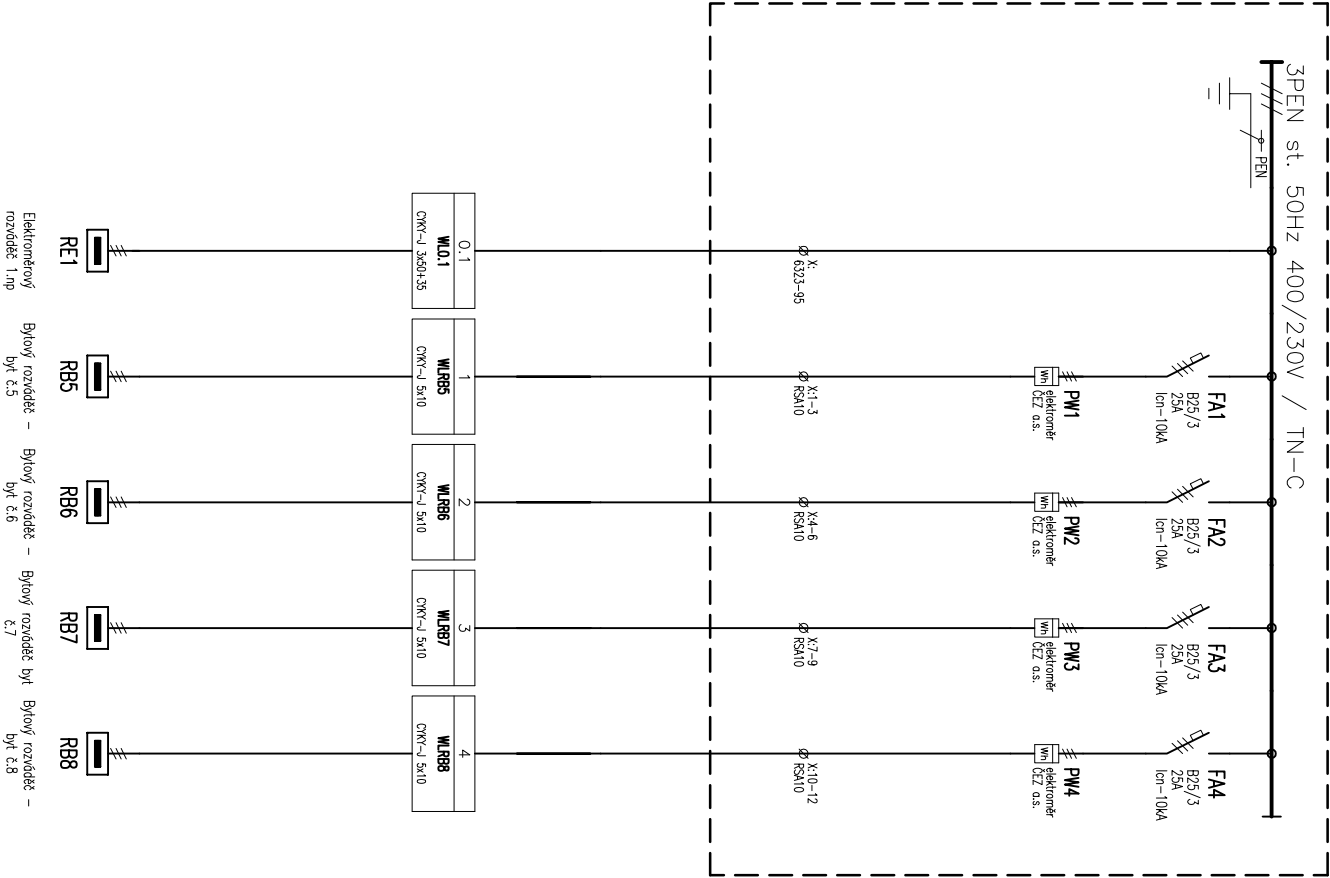 3PEN st. 50Hz 400/230V / TN-C
PEN
FA1
B25/3
25A
Icn-10kA
FA2
B25/3
25A
Icn-10kA
FA3
B25/3
25A
Icn-10kA
FA4
B25/3
25A
Icn-10kA
PW1
Wh
elektroměr
ČEZ a.s.
PW2
Wh
elektroměr
ČEZ a.s.
PW3
Wh
elektroměr
ČEZ a.s.
PW4
Wh
elektroměr
ČEZ a.s.
X:
6323-95
X:1-3
RSA10
X:4-6
RSA10
X:7-9
RSA10
X:10-12
RSA10
0.1
WL0.1
CYKY-J 3x50+35
1
WLRB5
CYKY-J 5x10
2
WLRB6
CYKY-J 5x10
3
WLRB7
CYKY-J 5x10
4
WLRB8
CYKY-J 5x10
RE1
RB5
RB6
RB7
RB8
Elektroměrový
rozváděč 1.np
Bytový rozváděč -
byt č.5
Bytový rozváděč -
byt č.6
Bytový rozváděč byt
č.7
Bytový rozváděč -
byt č.8